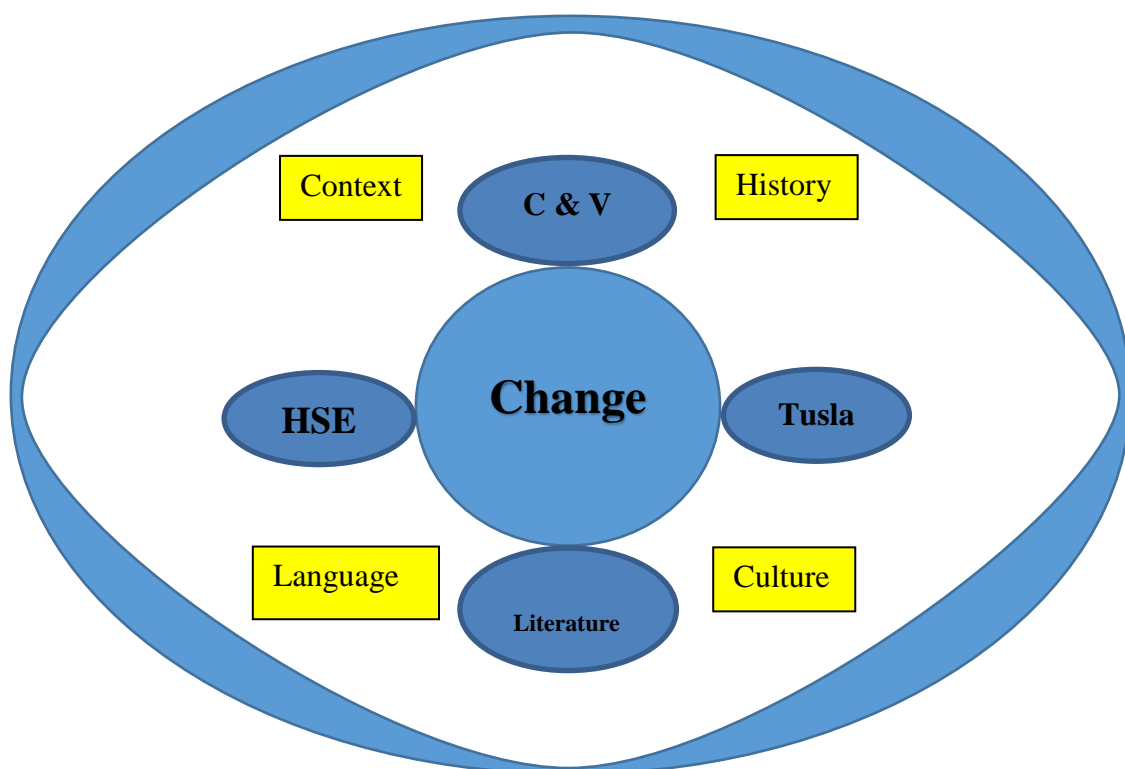 Context
C & V
History
HSE
Change
Tusla
Language
Literature
Culture